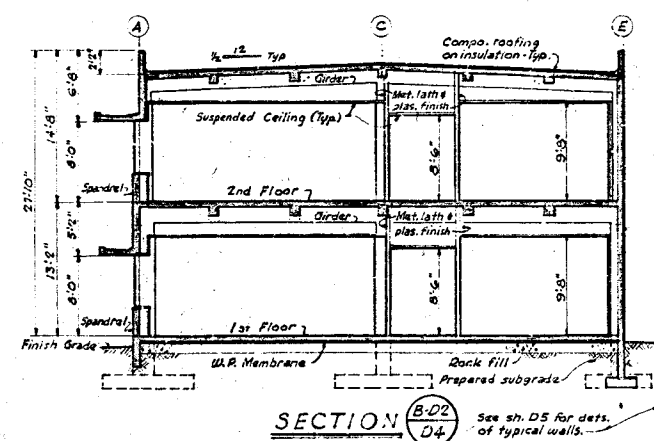 A
C
E
½ 12 Typ
Compo. roofing
on insulation-Typ.
2'2"
6'8"
Girder
Met. lath &
plas. finish
Suspended Ceiling (Typ.)
14'8"
27'10"
8'0"
8'6"
9'8"
Spandrel
2nd Floor
Girder
Met. lath &
plas. finish
5'2"
13'2"
8'0"
8'6"
9'8"
Spandrel
1st Floor
Finish Grade
W.P. Membrane
Rock fill
Prepared subgrade
SECTION B-D2
D4
See sh. D5 for dets.
of typical walls.